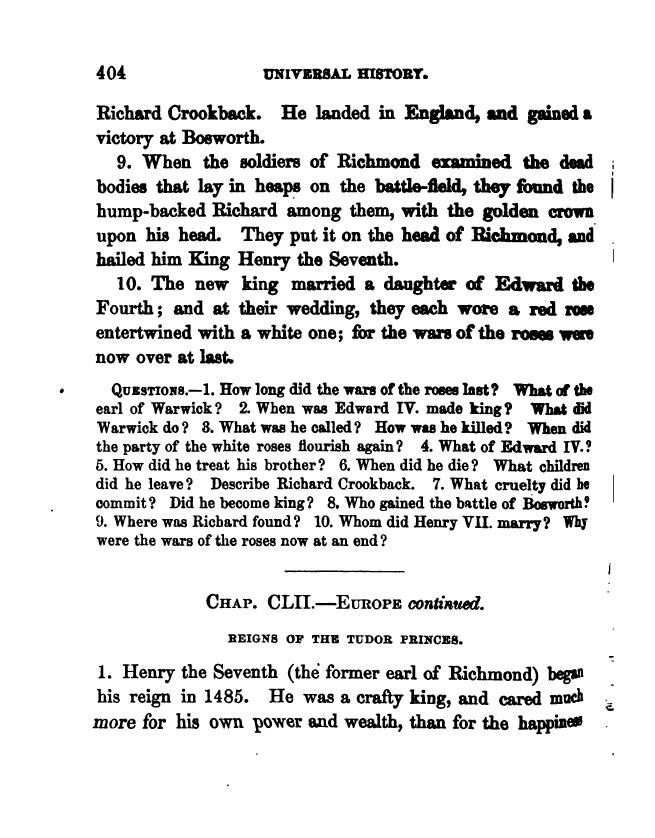 404 UNIVERSAL HISTORY.
Richard Crookback. He landed in England, and gained a
victory at Bosworth.
9. When the soldiers of Richmond examined the dead
bodies that lay in heaps on the battle-field, they found the
hump-backed Richard among them, with the golden crown
upon his head. They put it on the head of Richmond, and
hailed him King Henry the Seventh.
10. The new king married a daughter of Edward the
Fourth; and at their wedding, they each wore a red rose
entertwined with a white one; for the wars of the roses were
now over at last.
QUESTIONS.—1. How long did the wars of the roses last? What of the
earl of Warwick? 2. When was Edward IV. made king? What did
Warwick do? 3. What was he called? How was he killed? When did
the party of the white roses flourish again? 4. What of Edward IV.?
5. How did he treat his brother? 6. When did he die? What children
did he leave? Describe Richard Crookback. 7. What cruelty did he
commit? Did he become king? 8. Who gained the battle of Bosworth?
9. Where was Richard found? 10. Whom did Henry VII. marry? Why
were the wars of the roses now at an end?
CHAP. CLII.—EUROPE continued.
REIGNS OF THE TUDOR PRINCES.
1. Henry the Seventh (the former earl of Richmond) began
his reign in 1485. He was a crafty king, and cared much
more for his own power and wealth, than for the happiness